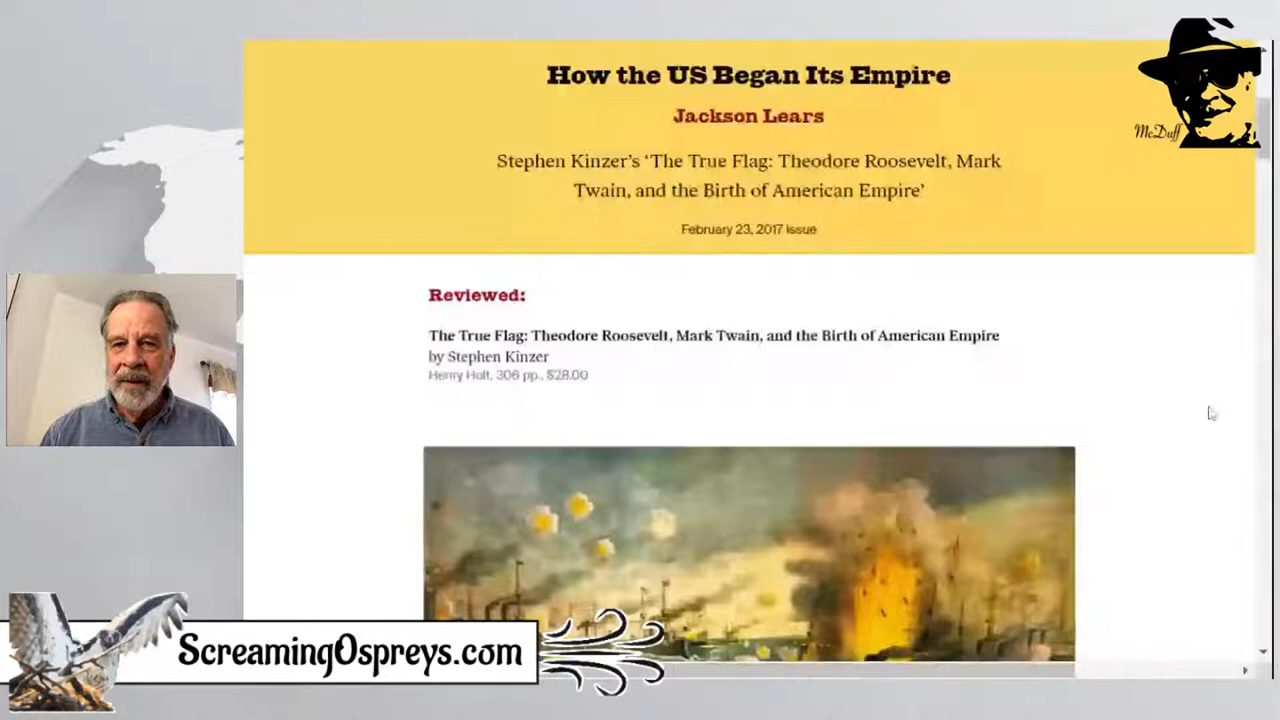 How the US Began Its Empire
Jackson Lears
Stephen Kinzer's ‘The True Flag: Theodore Roosevelt, Mark
Twain, and the Birth of American Empire’
February 23, 2017 issue
McDuff
Reviewed:
The True Flag: Theodore Roosevelt, Mark Twain, and the Birth of American Empire
by Stephen Kinzer
Henry Holt, 306 pp., $28.00
ScreamingOspreys.com